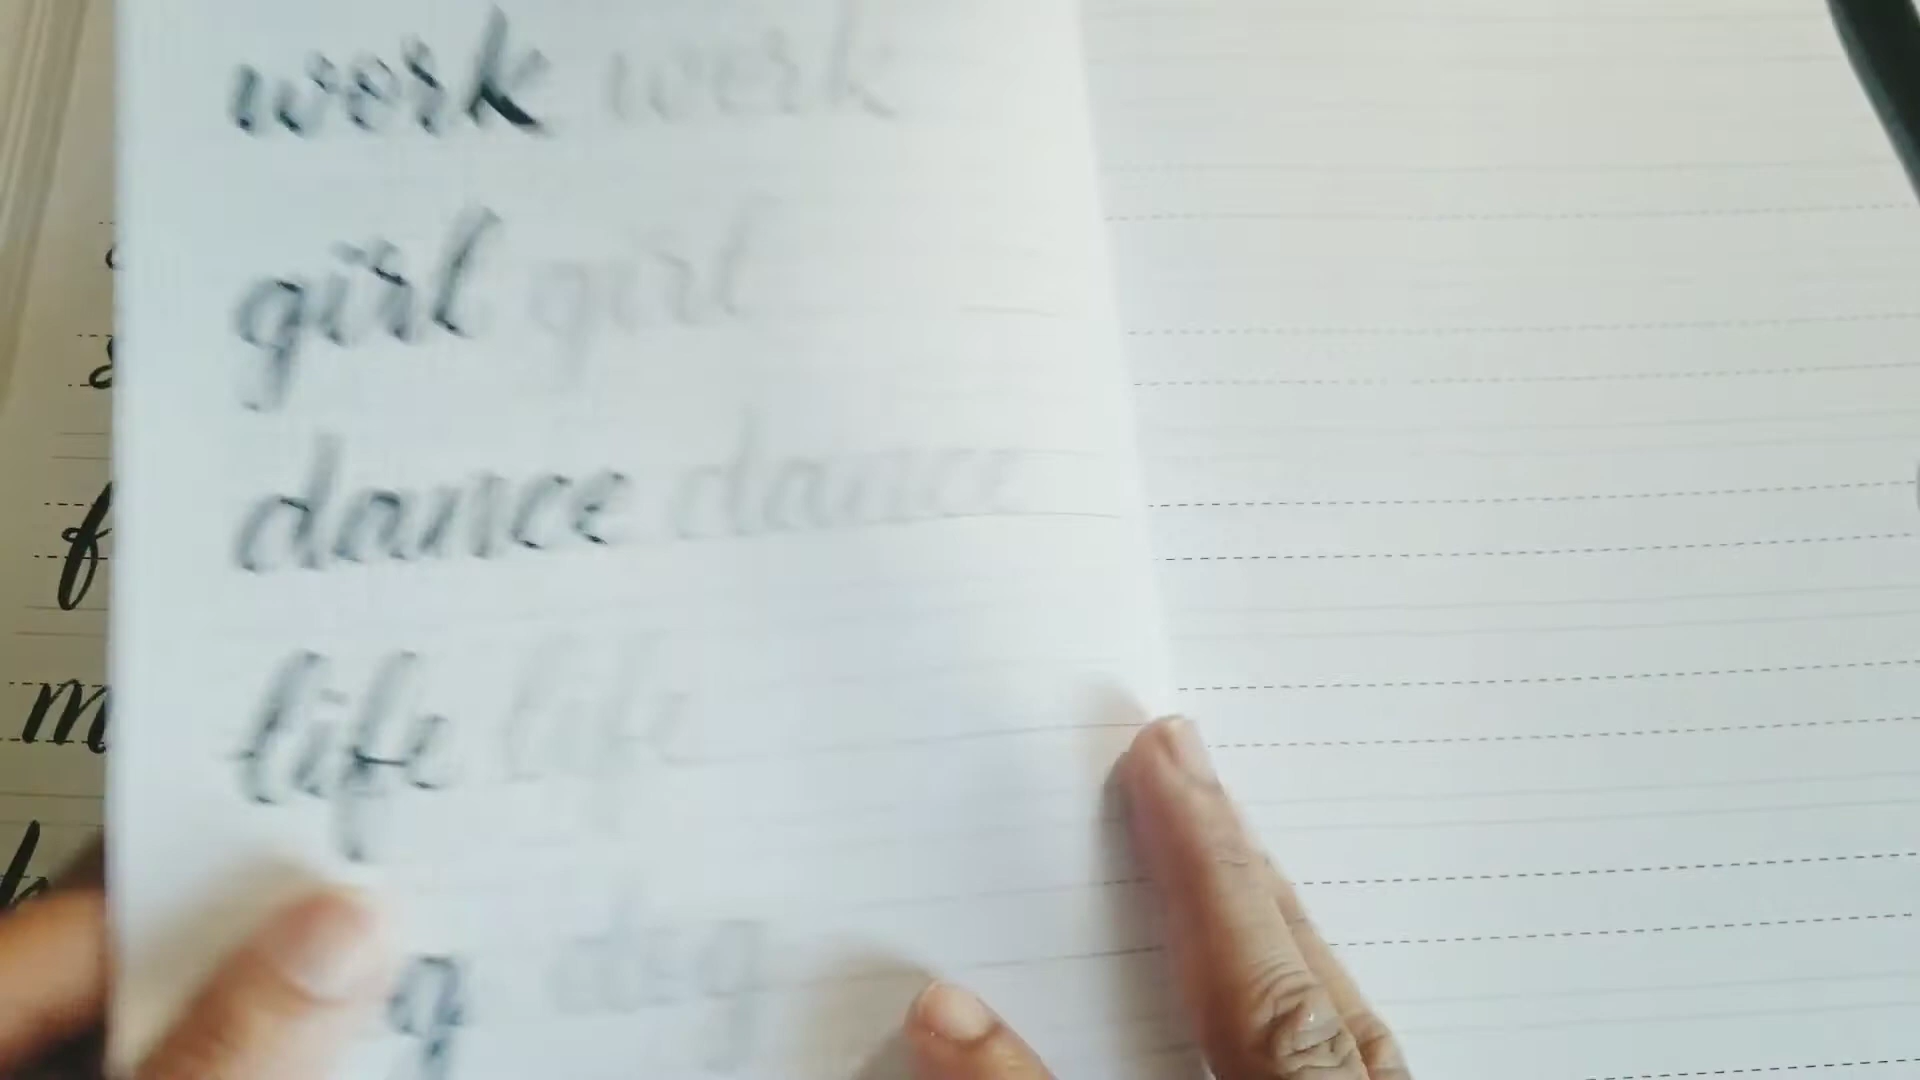 work work
girl girl
dance dance
life life
dog
f
m